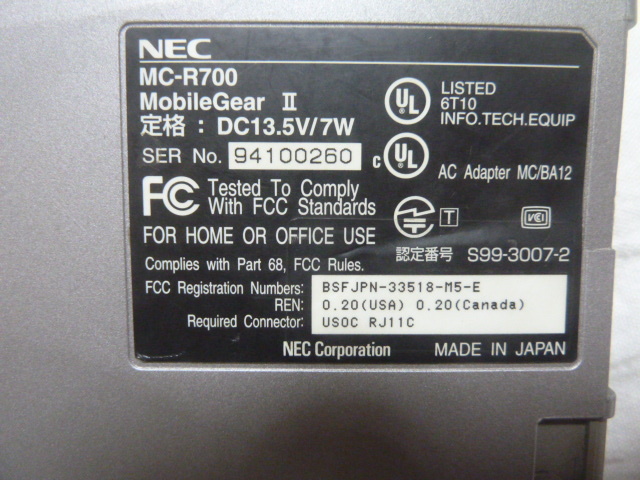 NEC
MC-R700
MobileGear II
定格 : DC13.5V/7W
SER No. 94100260
UL LISTED
6T10
INFO.TECH.EQUIP
c UL AC Adapter MC/BA12
FC Tested To Comply
With FCC Standards
FOR HOME OR OFFICE USE
T VCI
認定番号 S99-3007-2
Complies with Part 68, FCC Rules.
FCC Registration Numbers: BSFJPN-33518-M5-E
REN: 0.20(USA) 0.20(Canada)
Required Connector: USOC RJ11C
NEC Corporation MADE IN JAPAN